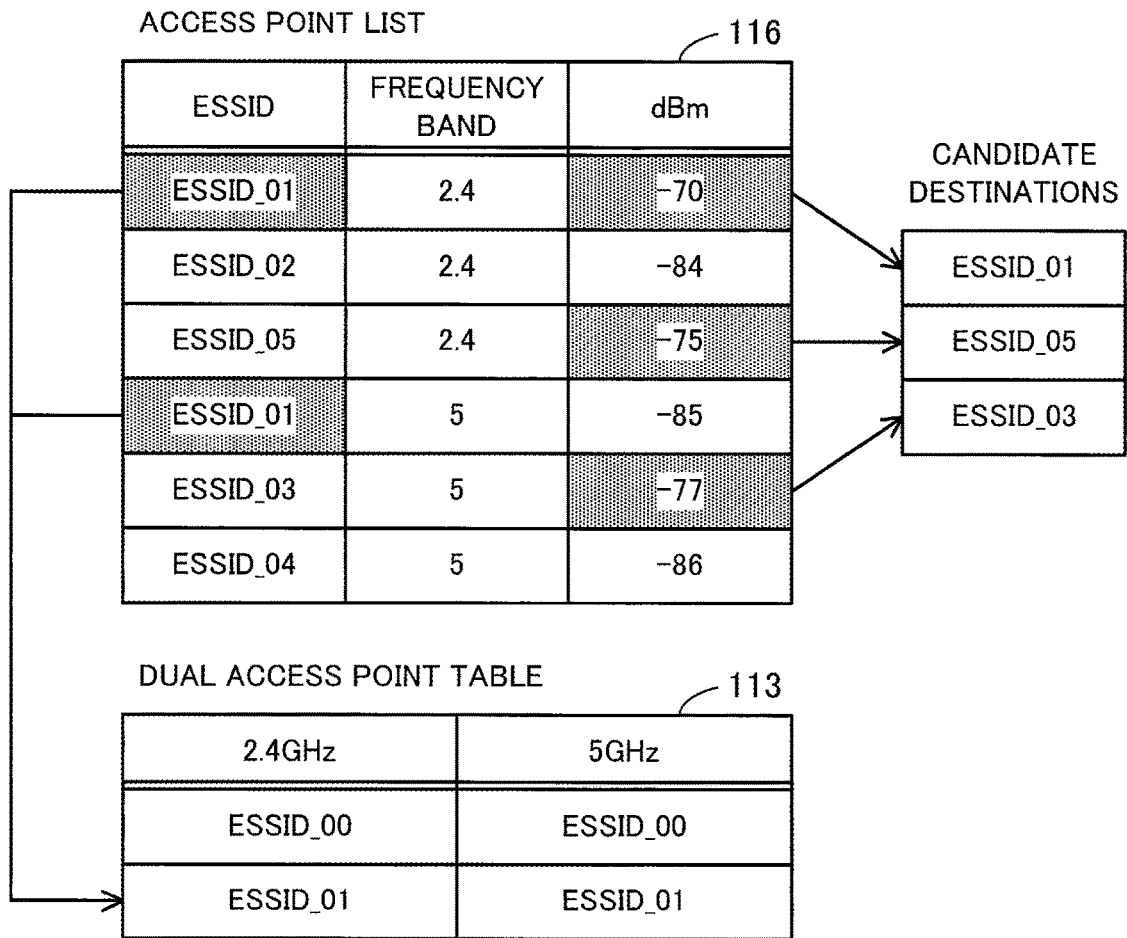 ACCESS POINT LIST
116
ESSID FREQUENCY BAND dBm
ESSID_01 2.4 -70
ESSID_02 2.4 -84
ESSID_05 2.4 -75
ESSID_01 5 -85
ESSID_03 5 -77
ESSID_04 5 -86
CANDIDATE
DESTINATIONS
ESSID_01
ESSID_05
ESSID_03
DUAL ACCESS POINT TABLE
113
2.4GHz 5GHz
ESSID_00 ESSID_00
ESSID_01 ESSID_01